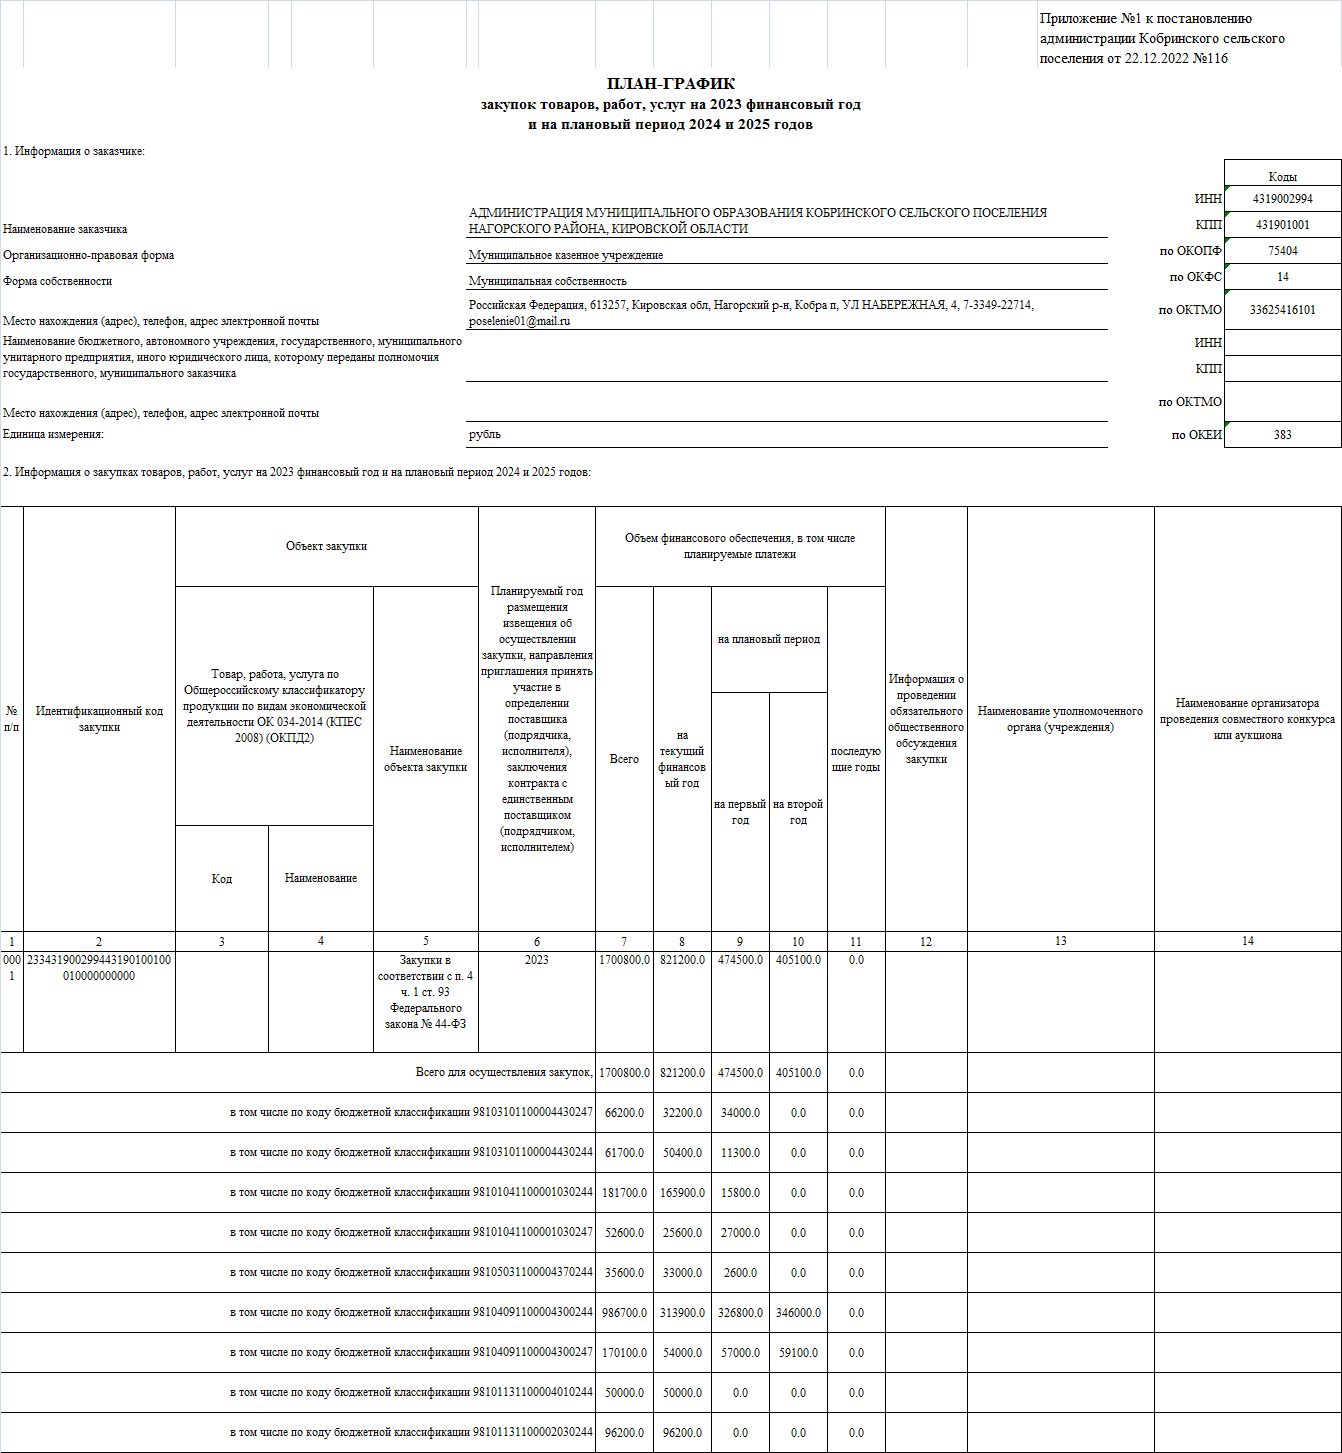 Приложение №1 к постановлению
администрации Кобринского сельского
поселения от 22.12.2022 №116
ПЛАН-ГРАФИК
закупок товаров, работ, услуг на 2023 финансовый год
и на плановый период 2024 и 2025 годов
1. Информация о заказчике:
Коды
ИНН 4319002994
АДМИНИСТРАЦИЯ МУНИЦИПАЛЬНОГО ОБРАЗОВАНИЯ КОБРИНСКОГО СЕЛЬСКОГО ПОСЕЛЕНИЯ
Наименование заказчика НАГОРСКОГО РАЙОНА, КИРОВСКОЙ ОБЛАСТИ КПП 431901001
Организационно-правовая форма Муниципальное казенное учреждение по ОКОПФ 75404
Форма собственности Муниципальная собственность по ОКФС 14
Российская Федерация, 613257, Кировская обл, Нагорский р-н, Кобра п, УЛ НАБЕРЕЖНАЯ, 4, 7-3349-22714,
Место нахождения (адрес), телефон, адрес электронной почты poselenie01@mail.ru по ОКТМО 33625416101
Наименование бюджетного, автономного учреждения, государственного, муниципального ИНН
унитарного предприятия, иного юридического лица, которому переданы полномочия
государственного, муниципального заказчика КПП
Место нахождения (адрес), телефон, адрес электронной почты по ОКТМО
Единица измерения: рубль по ОКЕИ 383
2. Информация о закупках товаров, работ, услуг на 2023 финансовый год и на плановый период 2024 и 2025 годов:
№
п/п
Идентификационный код
закупки
Объект закупки
Товар, работа, услуга по
Общероссийскому классификатору
продукции по видам экономической
деятельности ОК 034-2014 (КПЕС
2008) (ОКПД2)
Код
Наименование
Наименование
объекта закупки
Планируемый год
размещения
извещения об
осуществлении
закупки, направления
приглашения принять
участие в
определении
поставщика
(подрядчика,
исполнителя),
заключения
контракта с
единственным
поставщиком
(подрядчиком,
исполнителем)
Объем финансового обеспечения, в том числе
планируемые платежи
Всего
на
текущий
финансов
ый год
на плановый период
на первый
год
на второй
год
последую
щие годы
Информация о
проведении
обязательного
общественного
обсуждения
закупки
Наименование уполномоченного
органа (учреждения)
Наименование организатора
проведения совместного конкурса
или аукциона
1 2 3 4 5 6 7 8 9 10 11 12 13 14
000
1
233431900299443190100100
010000000000
Закупки в
соответствии с п. 4
ч. 1 ст. 93
Федерального
закона № 44-ФЗ
2023 1700800.0 821200.0 474500.0 405100.0 0.0
Всего для осуществления закупок, 1700800.0 821200.0 474500.0 405100.0 0.0
в том числе по коду бюджетной классификации 98103101100004430247 66200.0 32200.0 34000.0 0.0 0.0
в том числе по коду бюджетной классификации 98103101100004430244 61700.0 50400.0 11300.0 0.0 0.0
в том числе по коду бюджетной классификации 98101041100001030244 181700.0 165900.0 15800.0 0.0 0.0
в том числе по коду бюджетной классификации 98101041100001030247 52600.0 25600.0 27000.0 0.0 0.0
в том числе по коду бюджетной классификации 98105031100004370244 35600.0 33000.0 2600.0 0.0 0.0
в том числе по коду бюджетной классификации 98104091100004300244 986700.0 313900.0 326800.0 346000.0 0.0
в том числе по коду бюджетной классификации 98104091100004300247 170100.0 54000.0 57000.0 59100.0 0.0
в том числе по коду бюджетной классификации 98101131100004010244 50000.0 50000.0 0.0 0.0 0.0
в том числе по коду бюджетной классификации 98101131100002030244 96200.0 96200.0 0.0 0.0 0.0